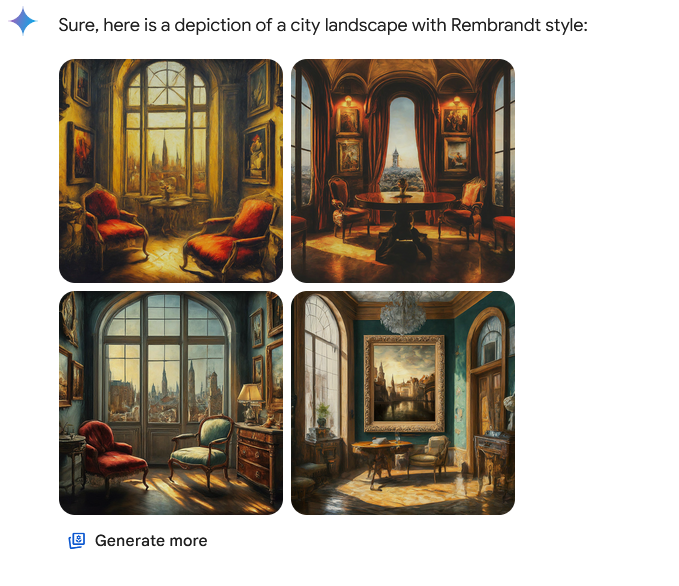 Sure, here is a depiction of a city landscape with Rembrandt style:
Generate more